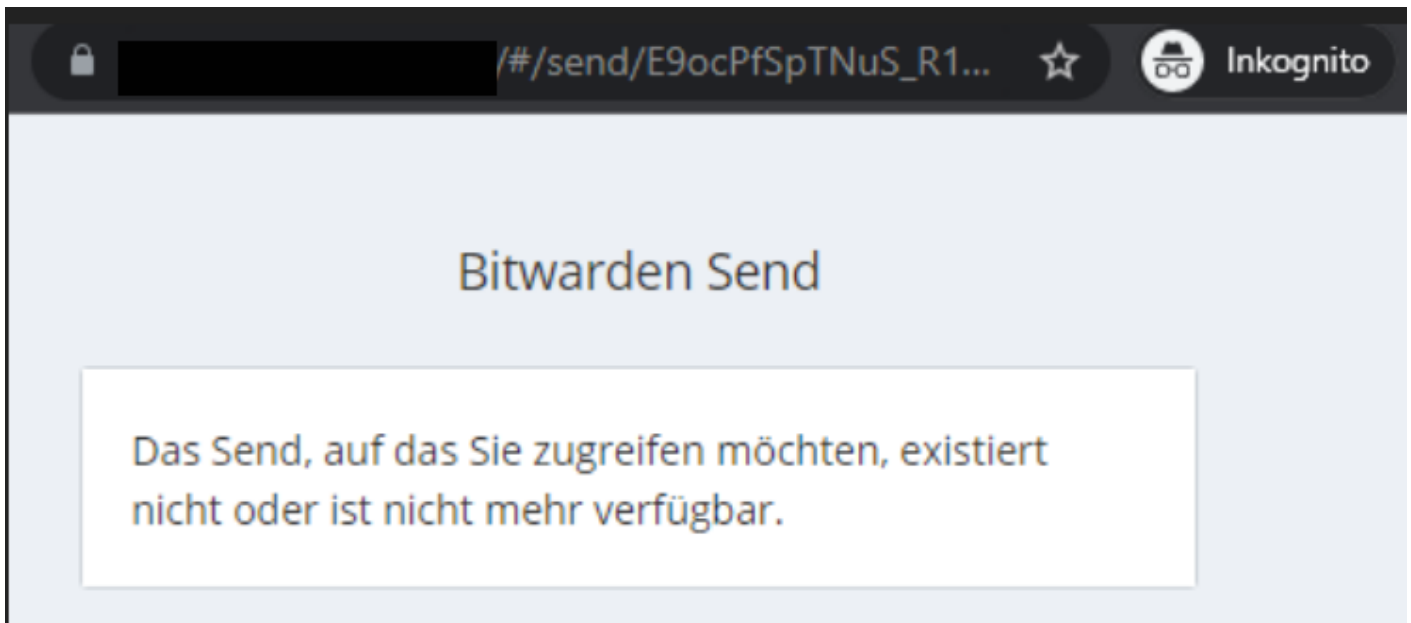 /#/send/E9ocPfSpTNuS_R1... Inkognito
Bitwarden Send
Das Send, auf das Sie zugreifen möchten, existiert
nicht oder ist nicht mehr verfügbar.